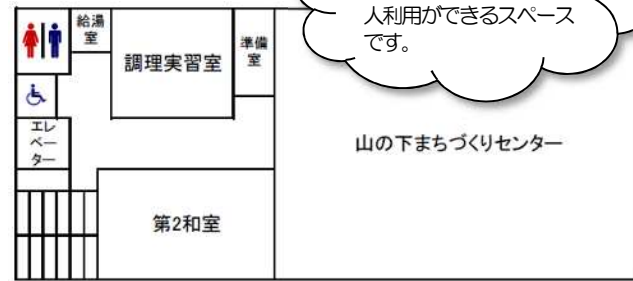 人利用ができるスペース
です。
給湯
室
調理実習室
準備
室
エレ
ベー
ター
山の下まちづくりセンター
第2和室